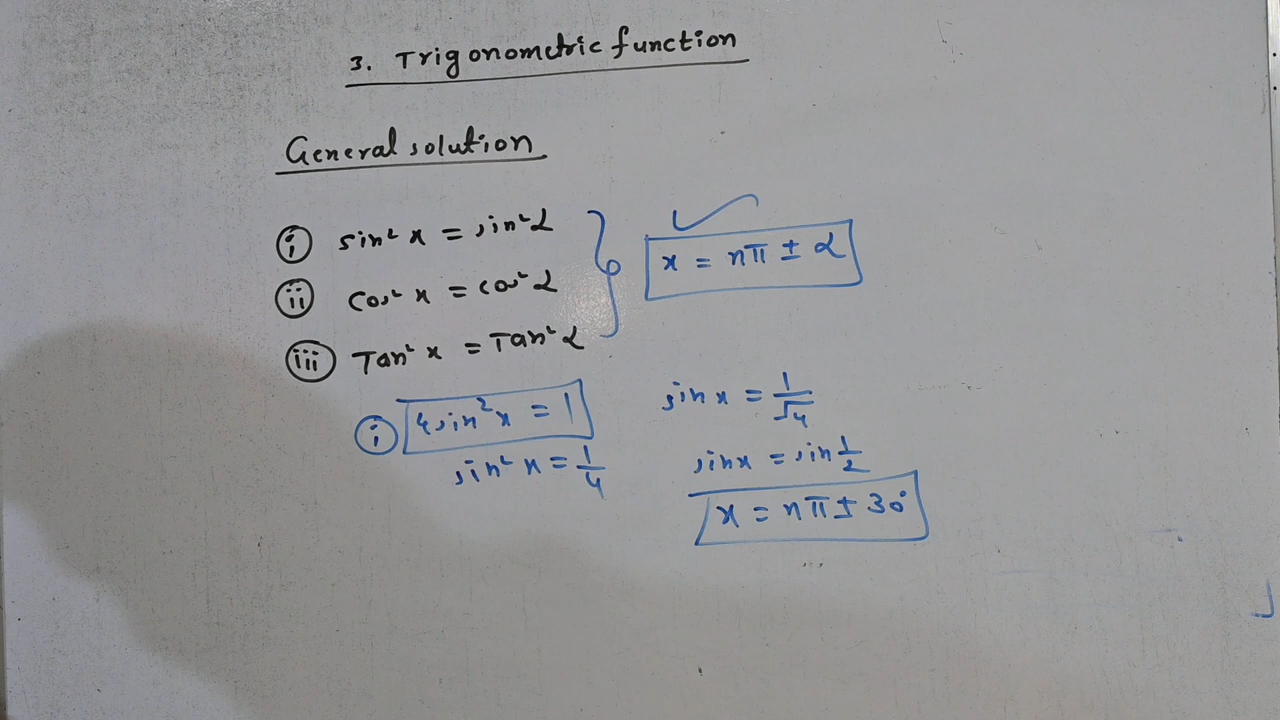 3. Trigonometric function
General solution
(i) sin² x = sin² α
(ii) cos² x = cos² α
(iii) Tan² x = Tan² α
x = nπ ± α
(i) 4sin² x = 1
sin² x = 1/4
sin x = 1/√4
sin x = sin 1/2
x = nπ ± 30°